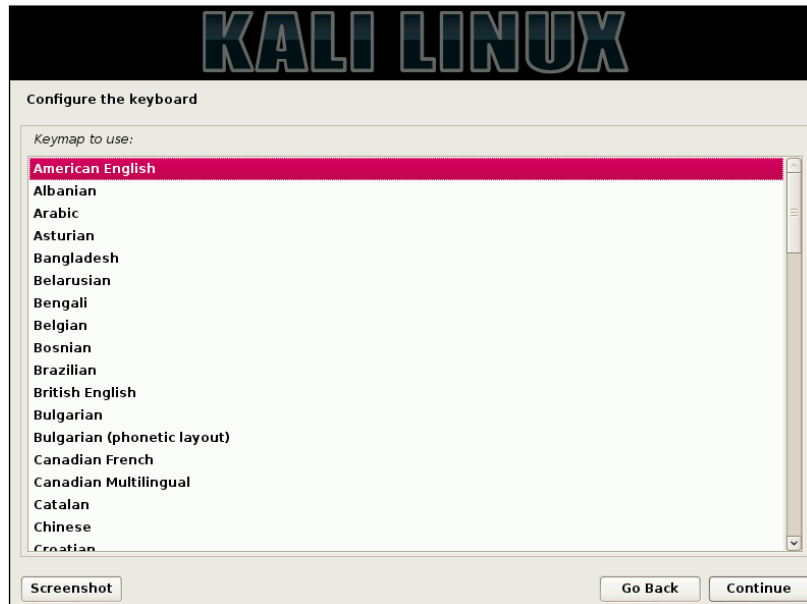 KALI LINUX
Configure the keyboard
Keymap to use:
American English
Albanian
Arabic
Asturian
Bangladesh
Belarusian
Bengali
Belgian
Bosnian
Brazilian
British English
Bulgarian
Bulgarian (phonetic layout)
Canadian French
Canadian Multilingual
Catalan
Chinese
Croatian
Screenshot
Go Back
Continue